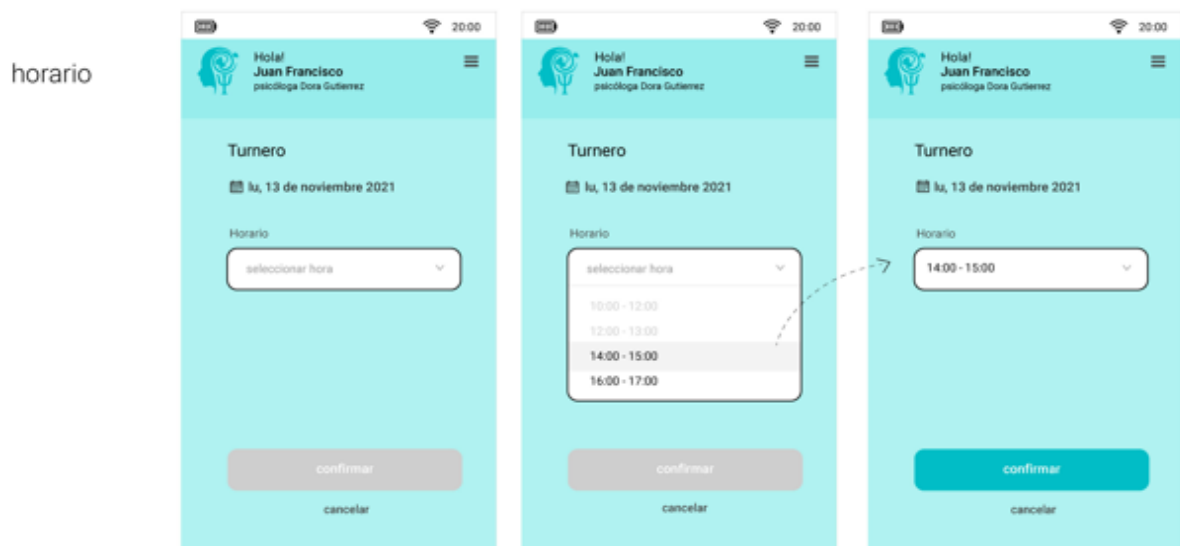 horario
20:00
Hola!
Juan Francisco
psicóloga Dora Gutierrez
Turnero
lu, 13 de noviembre 2021
Horario
seleccionar hora
confirmar
cancelar
20:00
Hola!
Juan Francisco
psicóloga Dora Gutierrez
Turnero
lu, 13 de noviembre 2021
Horario
seleccionar hora
10:00 - 12:00
12:00 - 13:00
14:00 - 15:00
16:00 - 17:00
confirmar
cancelar
20:00
Hola!
Juan Francisco
psicóloga Dora Gutierrez
Turnero
lu, 13 de noviembre 2021
Horario
14:00 - 15:00
confirmar
cancelar